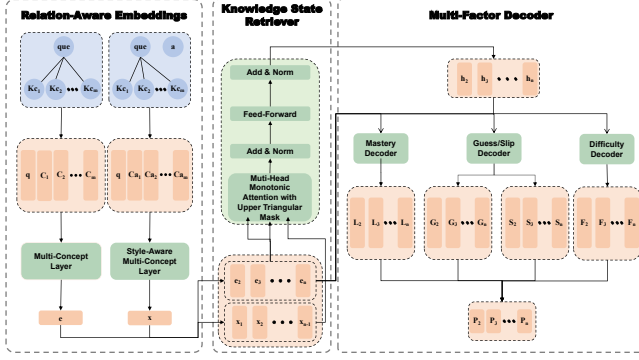 Relation-Aware Embeddings
que
Kc1 Kc2 ••• Kcm
que a
Kc1 Kc2 ••• Kcm
q C1 C2 ••• Cm
q Ca1 Ca2 ••• Cam
Multi-Concept
Layer
Style-Aware
Multi-Concept
Layer
e
x
Knowledge State
Retriever
Add & Norm
Feed-Forward
Add & Norm
Muti-Head
Monotonic
Attention with
Upper Triangular
Mask
e2 e3 ••• en
x1 x2 ••• xn-1
Multi-Factor Decoder
h2 h3 ••• hn
Mastery
Decoder
Guess/Slip
Decoder
Difficulty
Decoder
L2 L3 ••• Ln
G2 G3 ••• Gn
S2 S3 ••• Sn
F2 F3 ••• Fn
P2 P3 ••• Pn